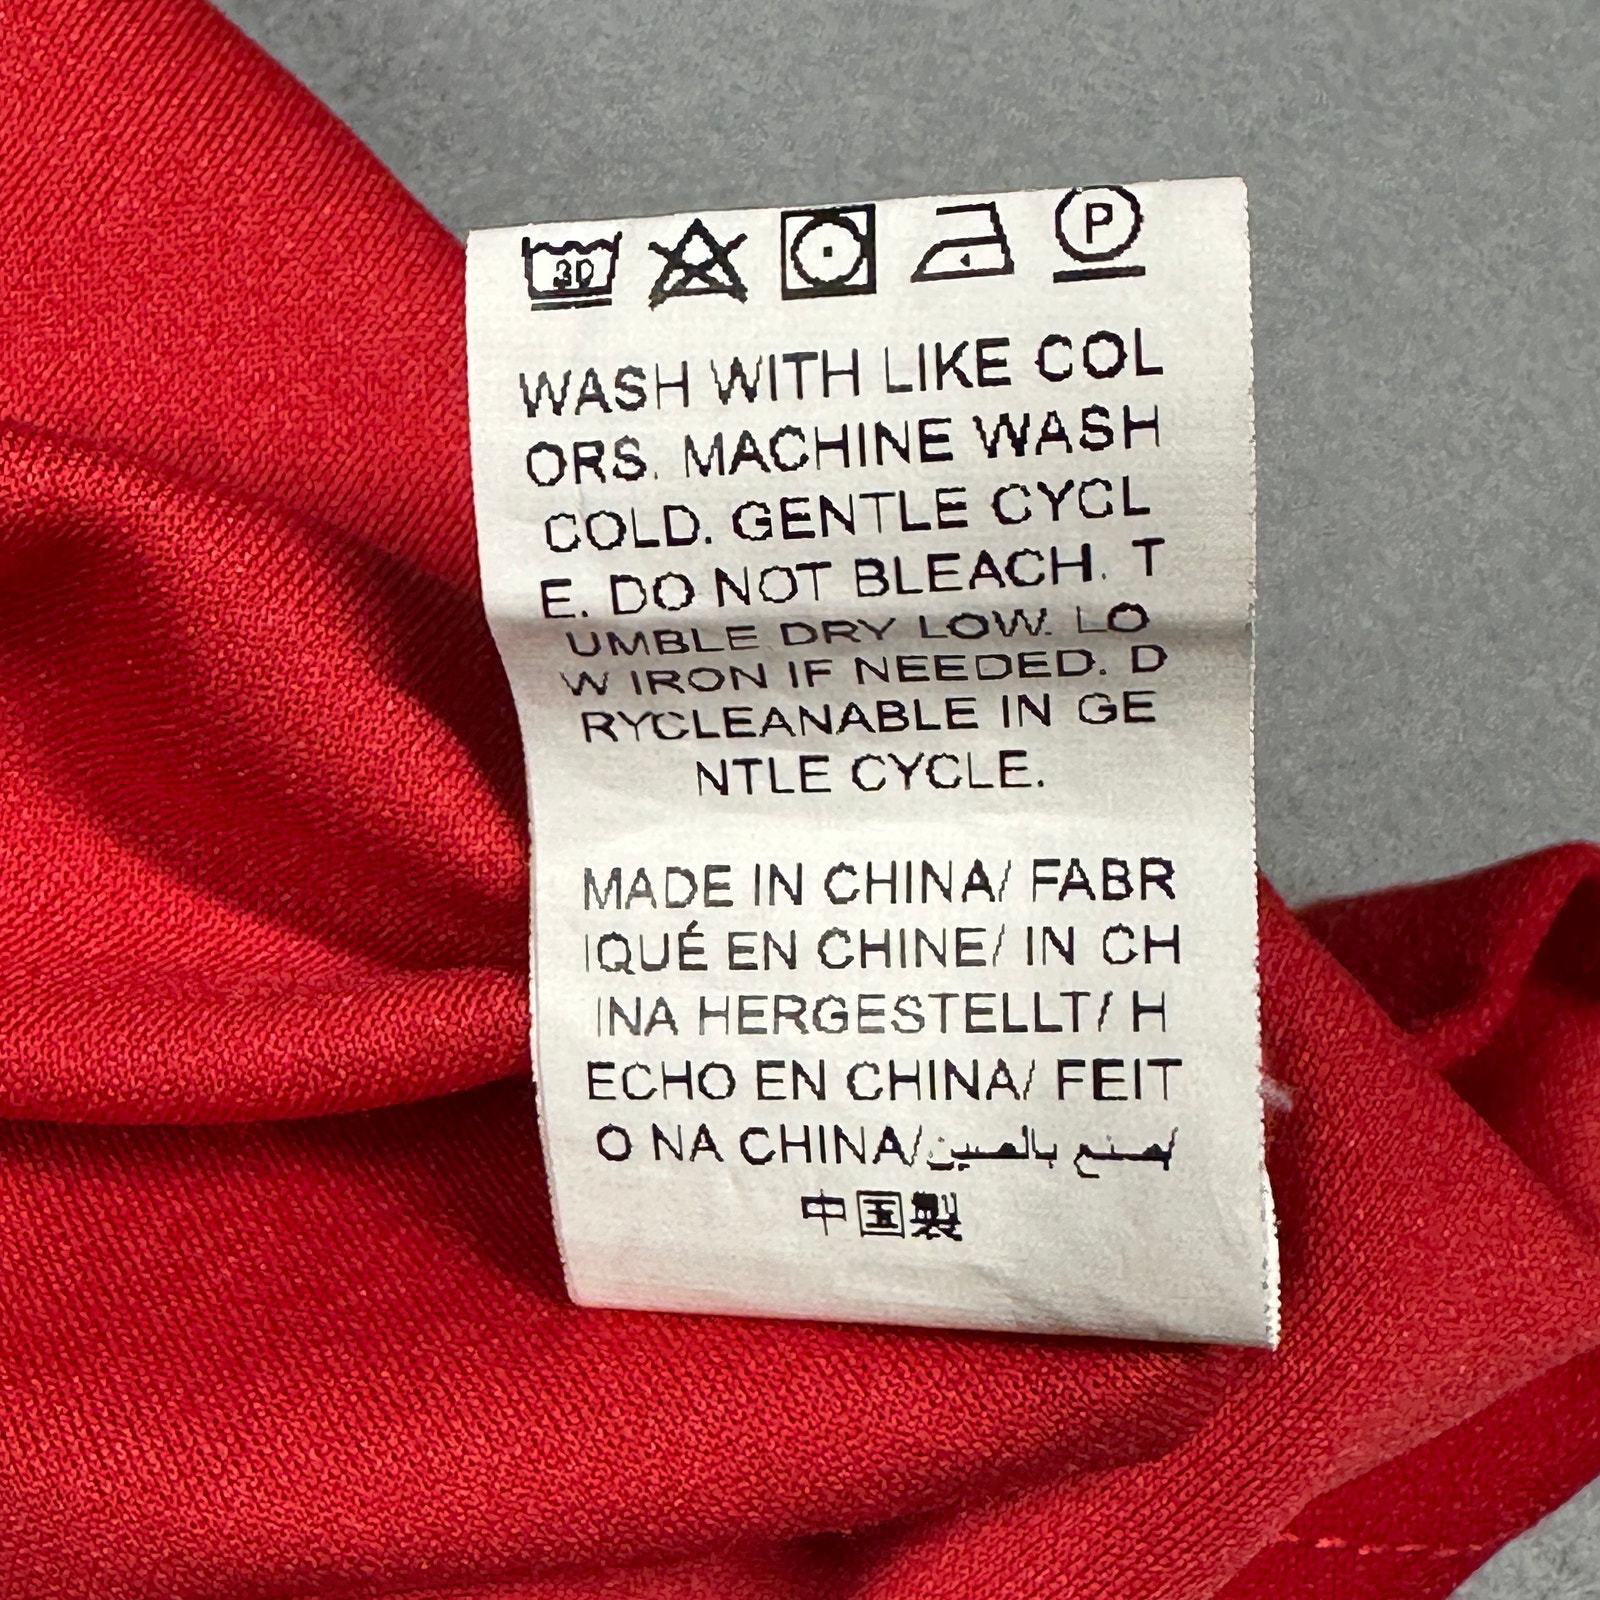 30 P
WASH WITH LIKE COL
ORS. MACHINE WASH
COLD. GENTLE CYCL
E. DO NOT BLEACH. T
UMBLE DRY LOW. LO
W IRON IF NEEDED. D
RYCLEANABLE IN GE
NTLE CYCLE.
MADE IN CHINA/ FABR
IQUÉ EN CHINE/ IN CH
INA HERGESTELLT/ H
ECHO EN CHINA/ FEIT
O NA CHINA/صنع بالصين
中国製